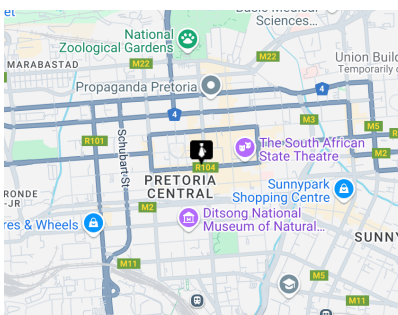 National
Zoological Gardens
Sciences...
MARABASTAD
M22
M22
Union Build
Temporarily c
Propaganda Pretoria
4
4
M3
M5
R101
Schubart St
The South African
State Theatre
M2
R104
PRETORIA
CENTRAL
Sunnypark
Shopping Centre
RONDE
-JR
M2
Ditsong National
Museum of Natural...
res & Wheels
SUNNY
M11
M5
M11